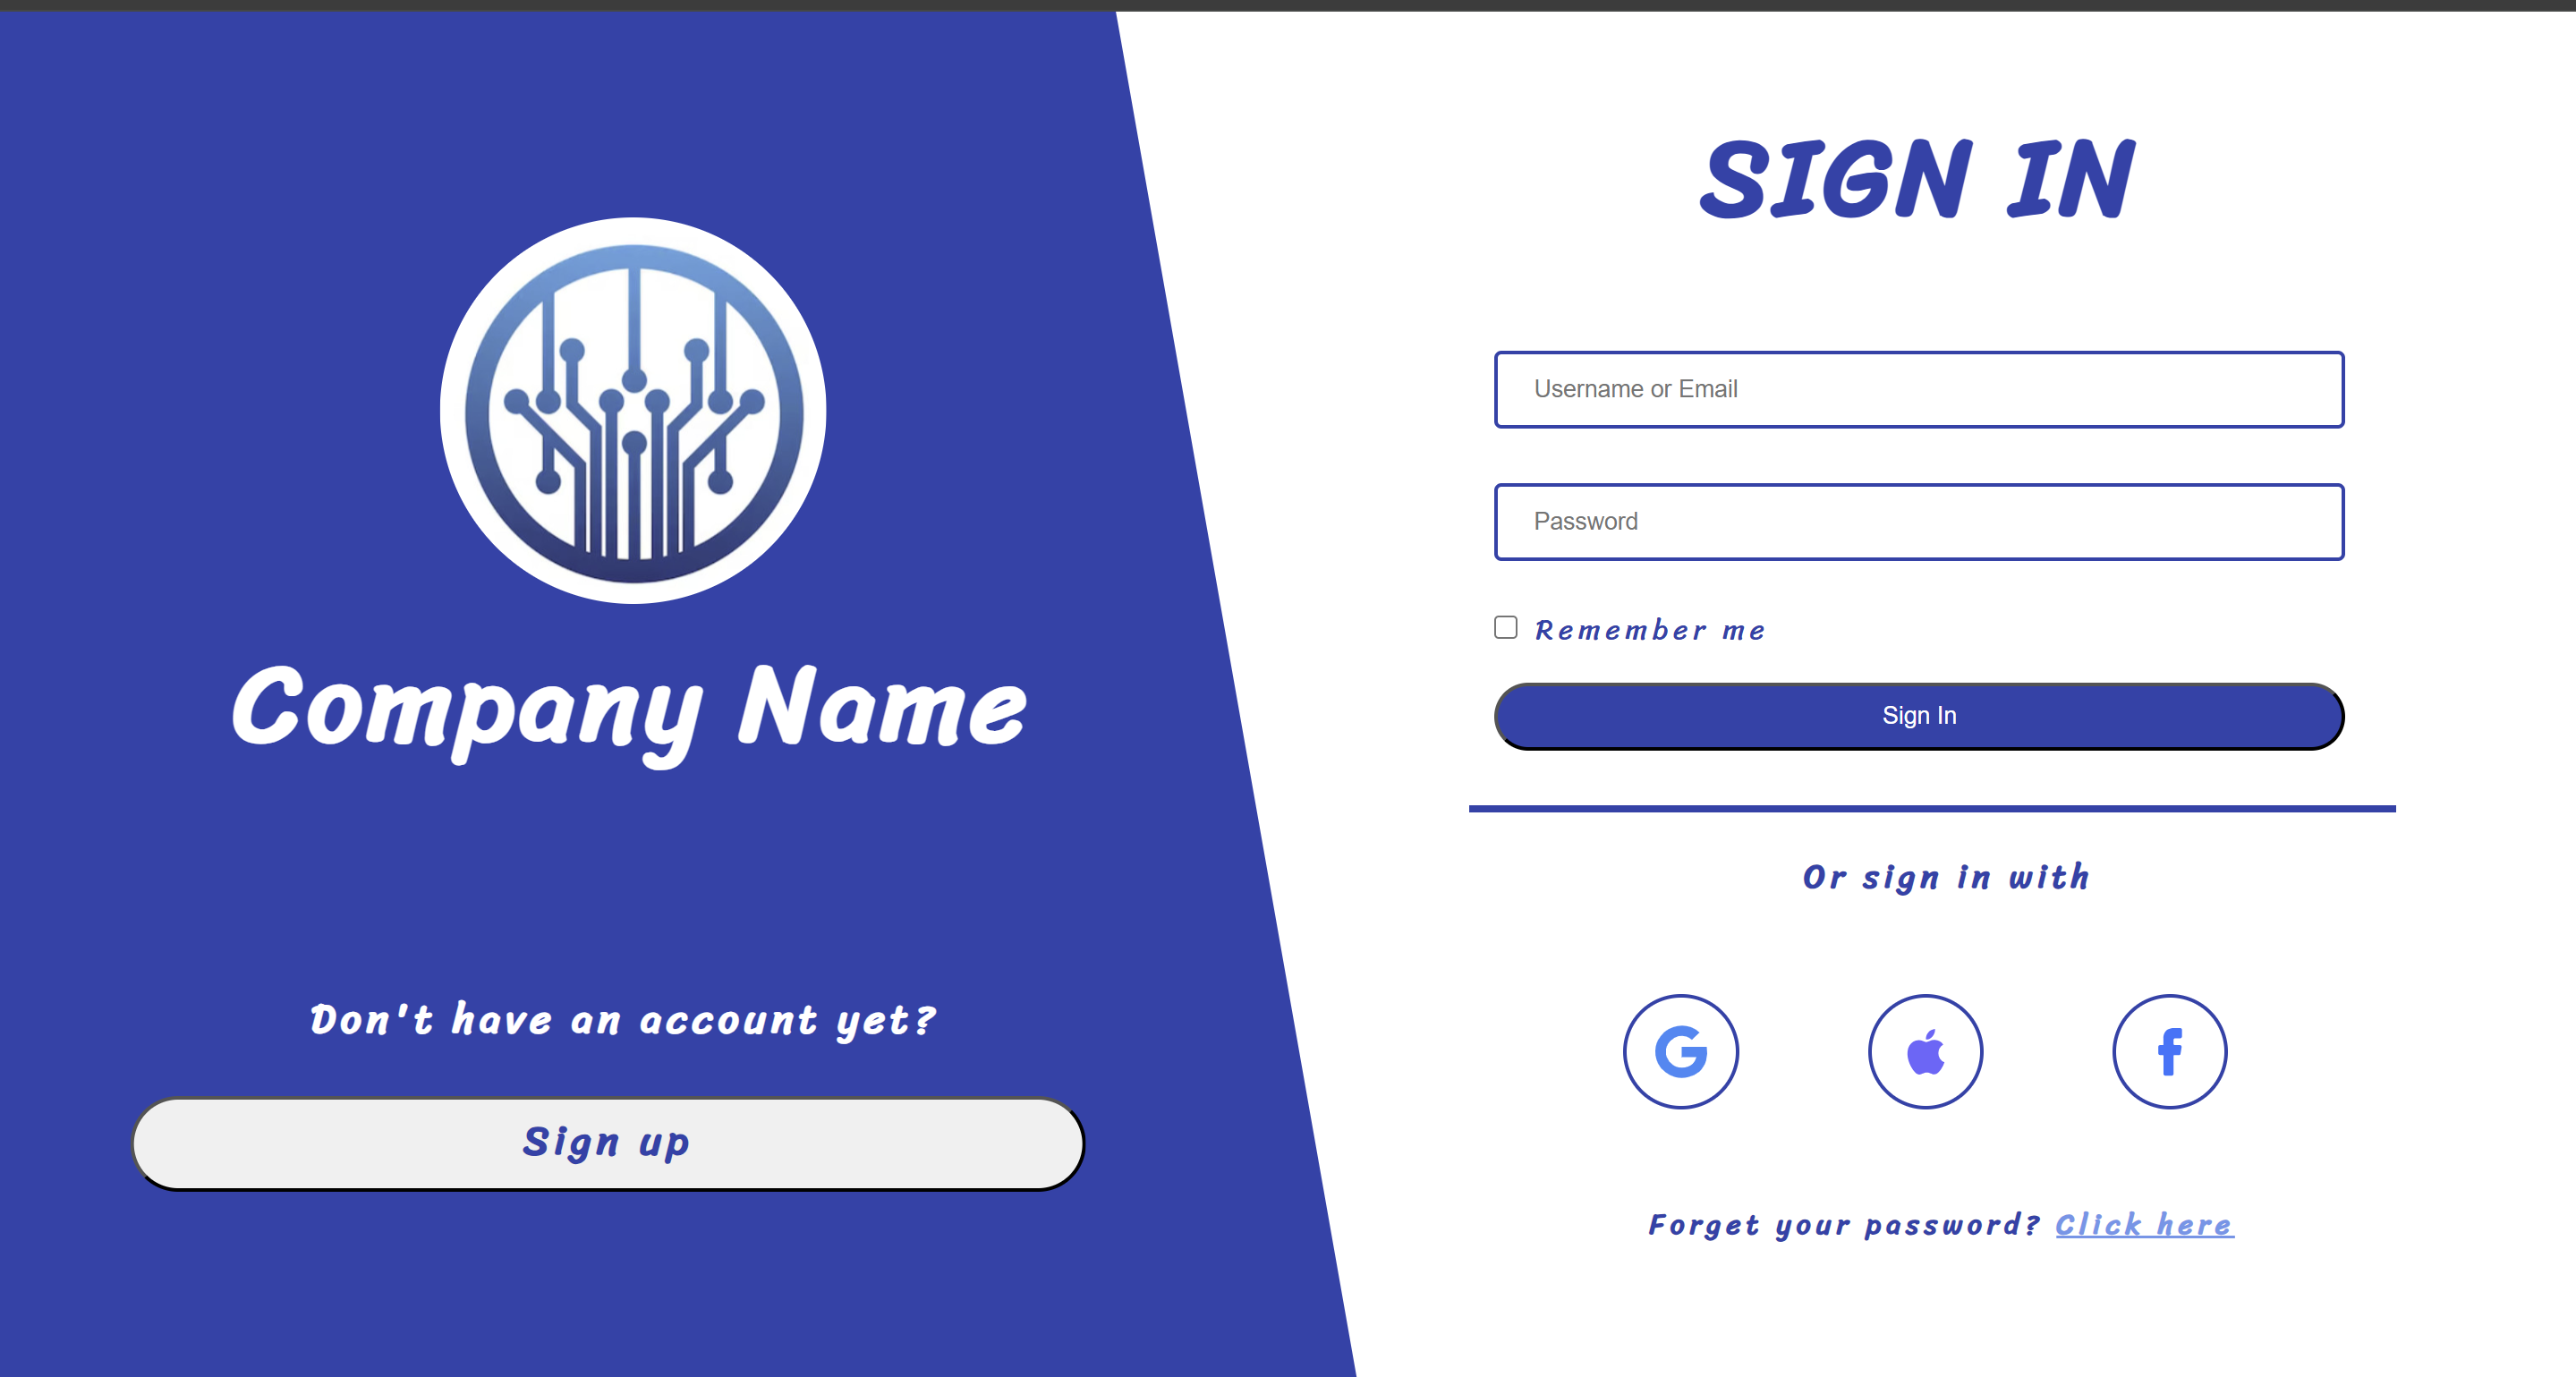 Company Name
Don't have an account yet?
Sign up
SIGN IN
Username or Email
Password
Remember me
Sign In
Or sign in with
Forget your password? Click here